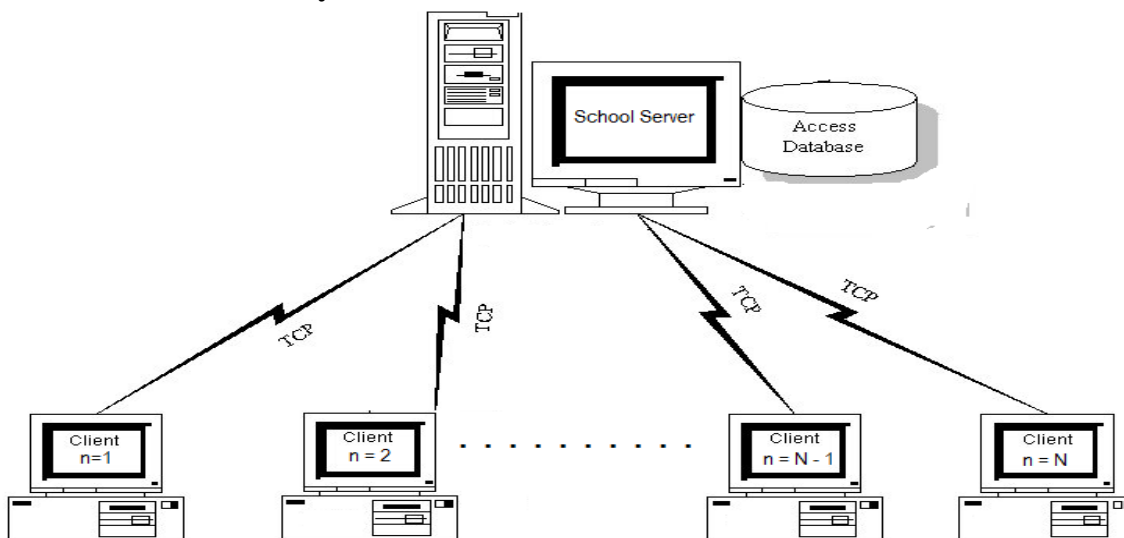 School Server
Access
Database
TCP
TCP
TCP
TCP
Client
n=1
Client
n = 2
. . . . . . . . . .
Client
n = N - 1
Client
n = N